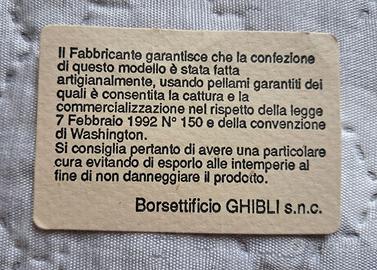 Il Fabbricante garantisce che la confezione
di questo modello è stata fatta
artigianalmente, usando pellami garantiti dei
quali è consentita la cattura e la
commercializzazione nel rispetto della legge
7 Febbraio 1992 N° 150 e della convenzione
di Washington.
Si consiglia pertanto di avere una particolare
cura evitando di esporlo alle intemperie al
fine di non danneggiare il prodotto.
Borsettificio GHIBLI s.n.c.